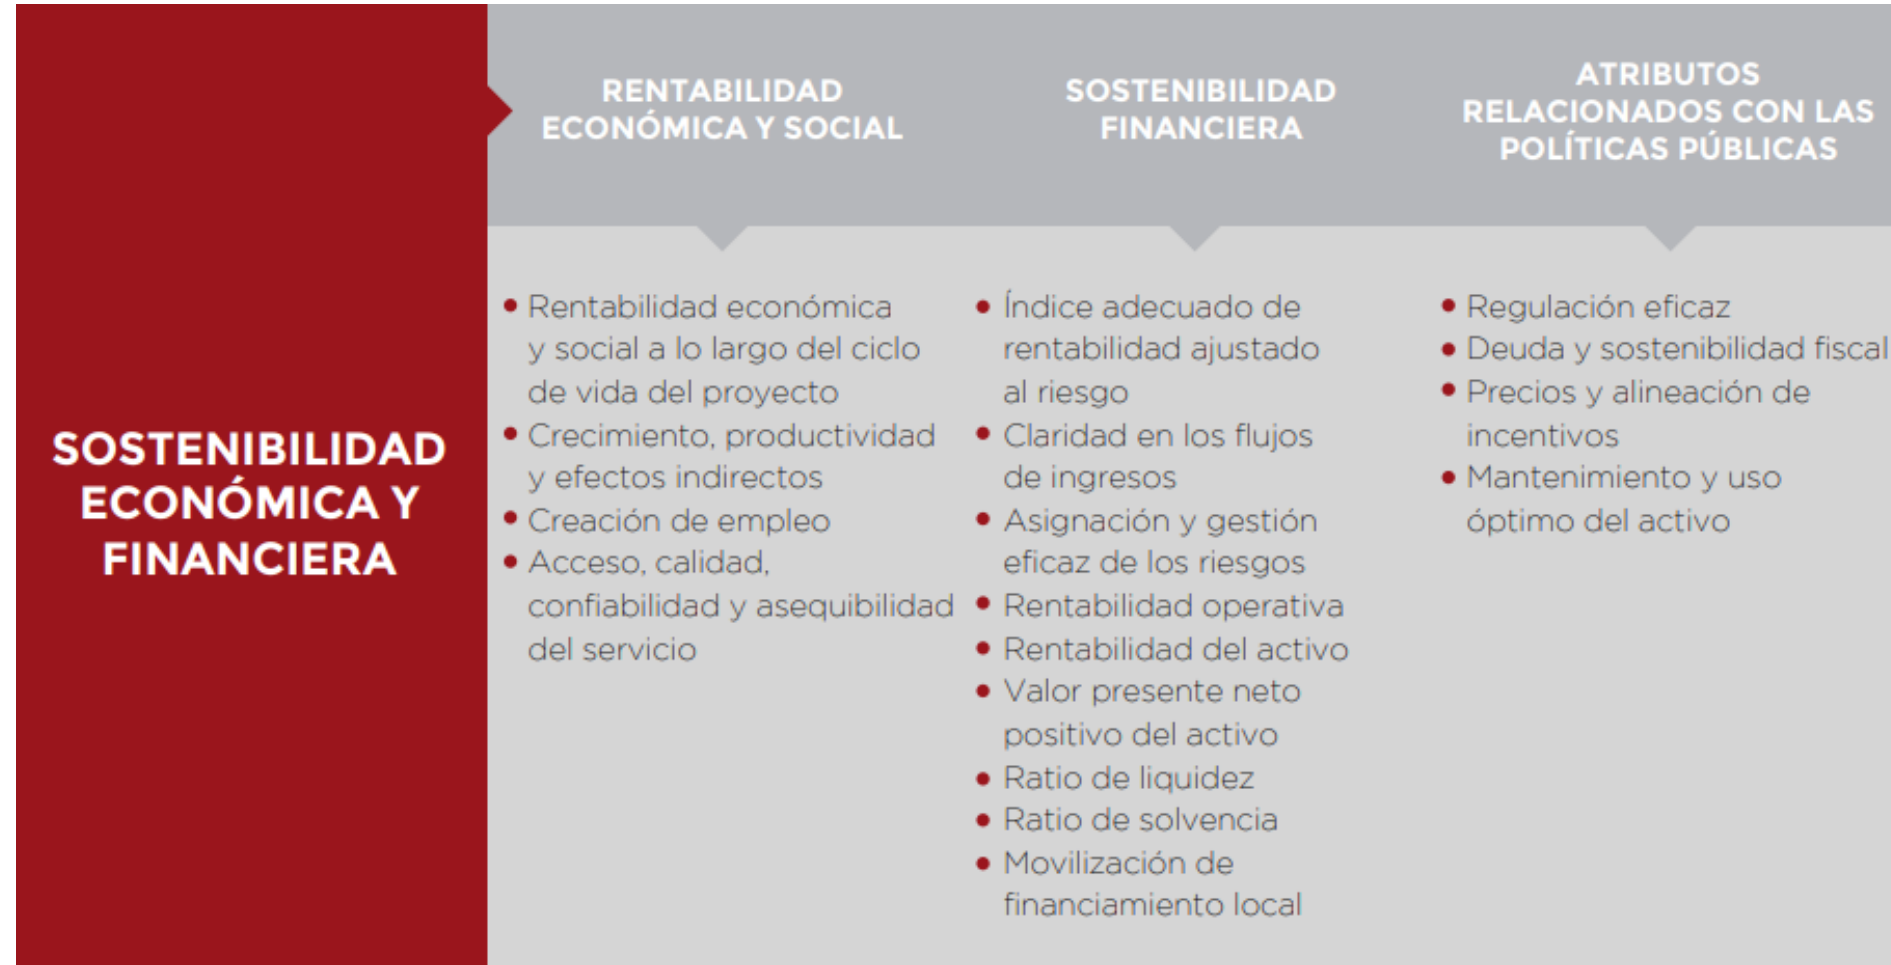 SOSTENIBILIDAD
ECONÓMICA Y
FINANCIERA
RENTABILIDAD
ECONÓMICA Y SOCIAL
• Rentabilidad económica
y social a lo largo del ciclo
de vida del proyecto
• Crecimiento, productividad
y efectos indirectos
• Creación de empleo
• Acceso, calidad,
confiabilidad y asequibilidad
del servicio
SOSTENIBILIDAD
FINANCIERA
• Índice adecuado de
rentabilidad ajustado
al riesgo
• Claridad en los flujos
de ingresos
• Asignación y gestión
eficaz de los riesgos
• Rentabilidad operativa
• Rentabilidad del activo
• Valor presente neto
positivo del activo
• Ratio de liquidez
• Ratio de solvencia
• Movilización de
financiamiento local
ATRIBUTOS
RELACIONADOS CON LAS
POLÍTICAS PÚBLICAS
• Regulación eficaz
• Deuda y sostenibilidad fiscal
• Precios y alineación de
incentivos
• Mantenimiento y uso
óptimo del activo